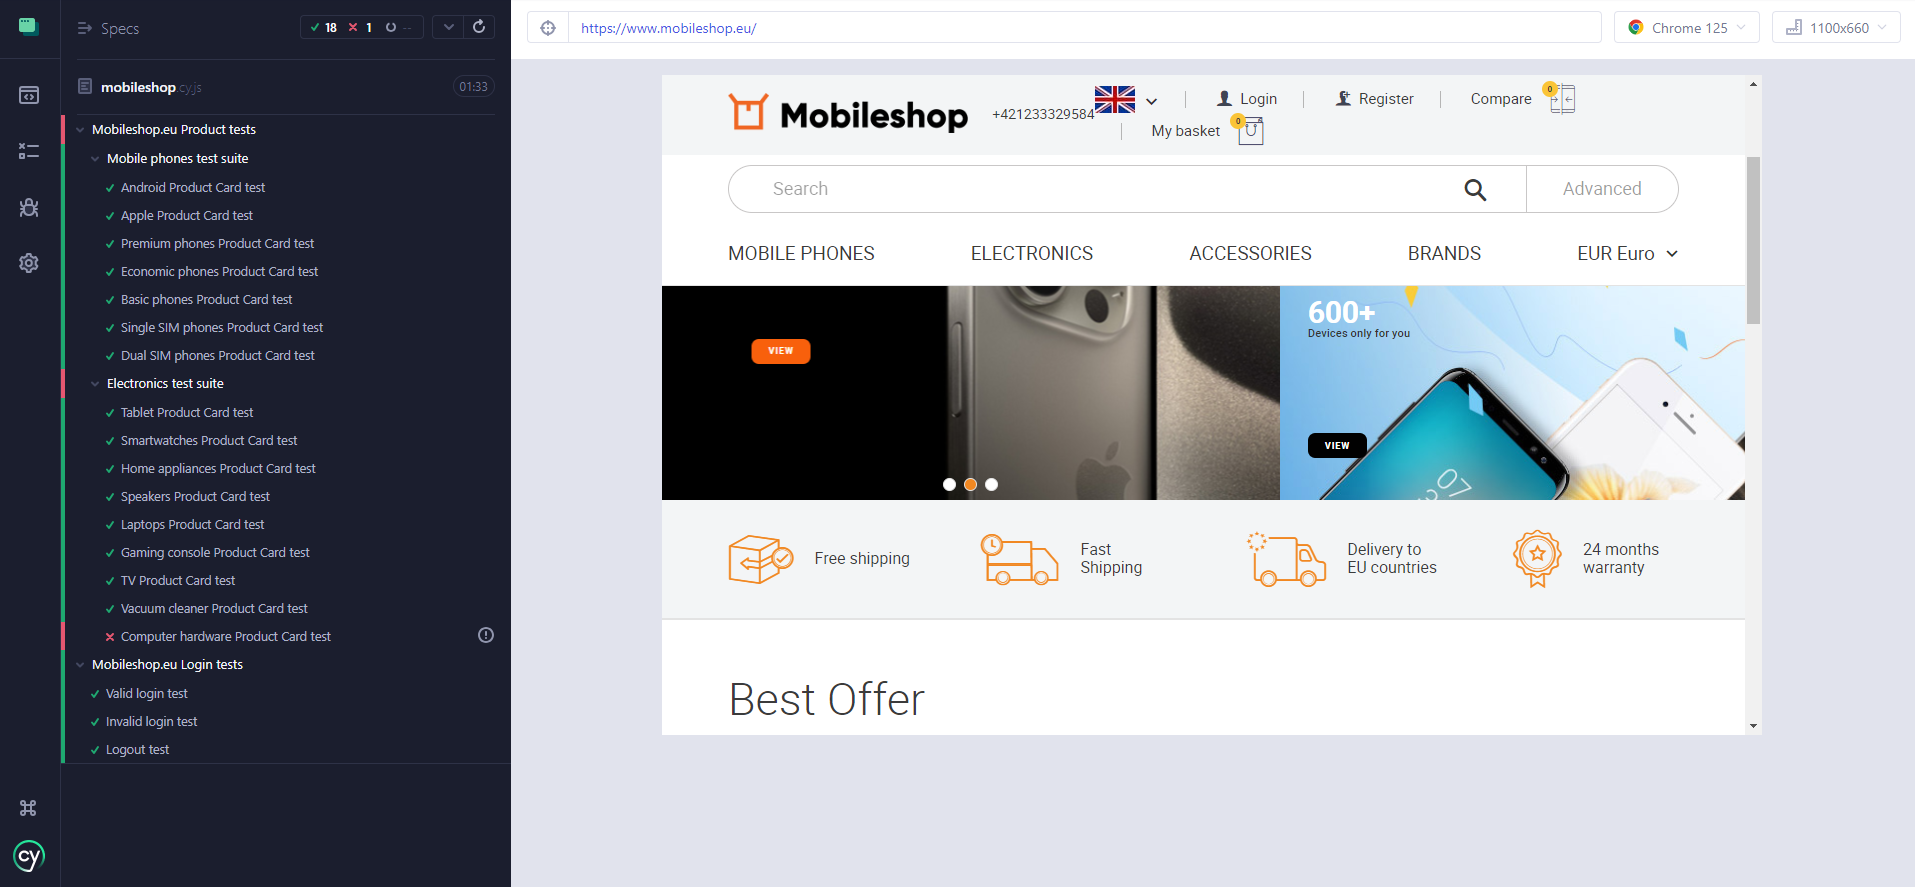 Specs
18 1 --
mobileshop.cy.js
01:33
Mobileshop.eu Product tests
Mobile phones test suite
Android Product Card test
Apple Product Card test
Premium phones Product Card test
Economic phones Product Card test
Basic phones Product Card test
Single SIM phones Product Card test
Dual SIM phones Product Card test
Electronics test suite
Tablet Product Card test
Smartwatches Product Card test
Home appliances Product Card test
Speakers Product Card test
Laptops Product Card test
Gaming console Product Card test
TV Product Card test
Vacuum cleaner Product Card test
Computer hardware Product Card test
Mobileshop.eu Login tests
Valid login test
Invalid login test
Logout test
cy
https://www.mobileshop.eu/
Chrome 125
1100x660
Mobileshop
+421233329584
Login
Register
Compare
0
My basket
0
Search
Advanced
MOBILE PHONES
ELECTRONICS
ACCESSORIES
BRANDS
EUR Euro
VIEW
600+
Devices only for you
VIEW
Free shipping
Fast
Shipping
Delivery to
EU countries
24 months
warranty
Best Offer